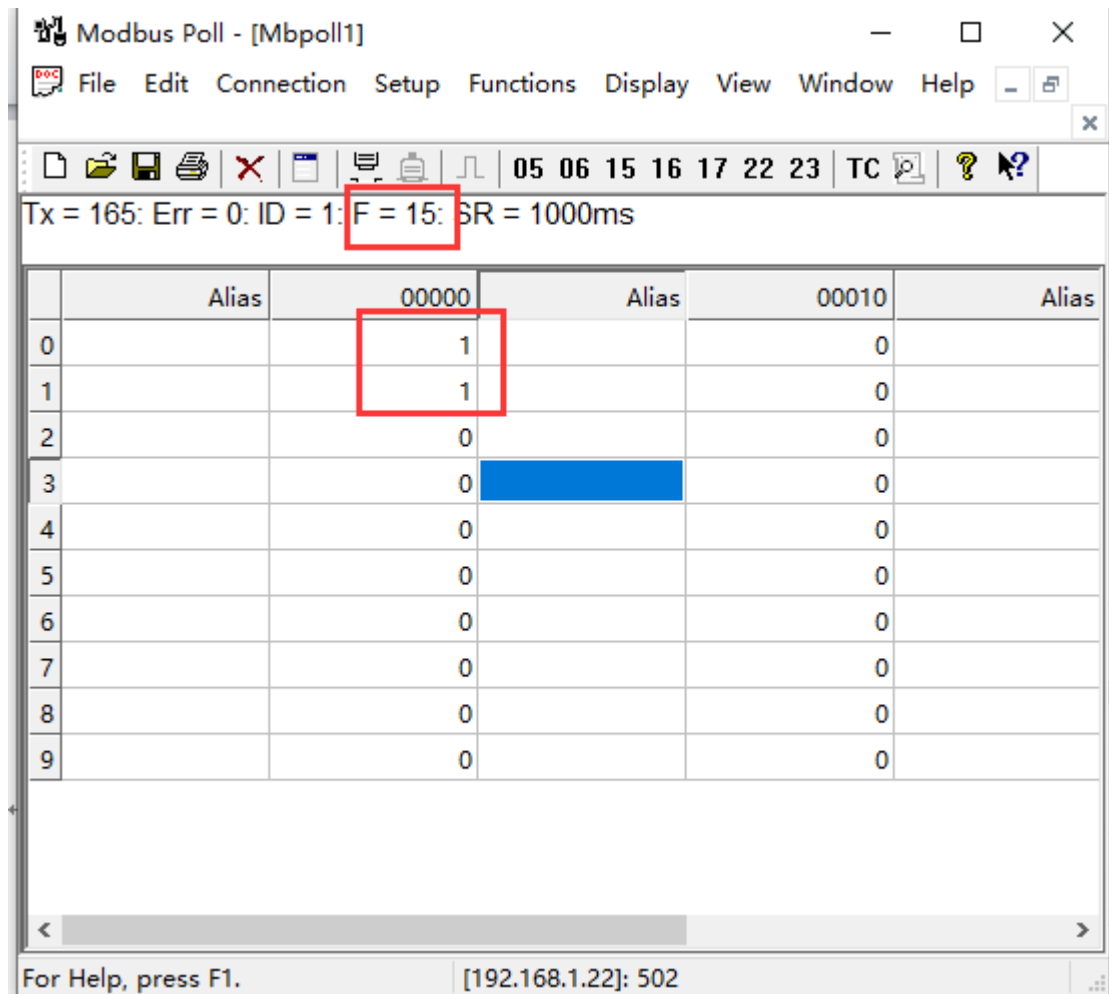 Modbus Poll - [Mbpoll1]
File Edit Connection Setup Functions Display View Window Help
05 06 15 16 17 22 23 TC
Tx = 165: Err = 0: ID = 1: F = 15: SR = 1000ms
Alias 00000 Alias 00010 Alias
0 1 0
1 1 0
2 0 0
3 0 0
4 0 0
5 0 0
6 0 0
7 0 0
8 0 0
9 0 0
For Help, press F1. [192.168.1.22]: 502